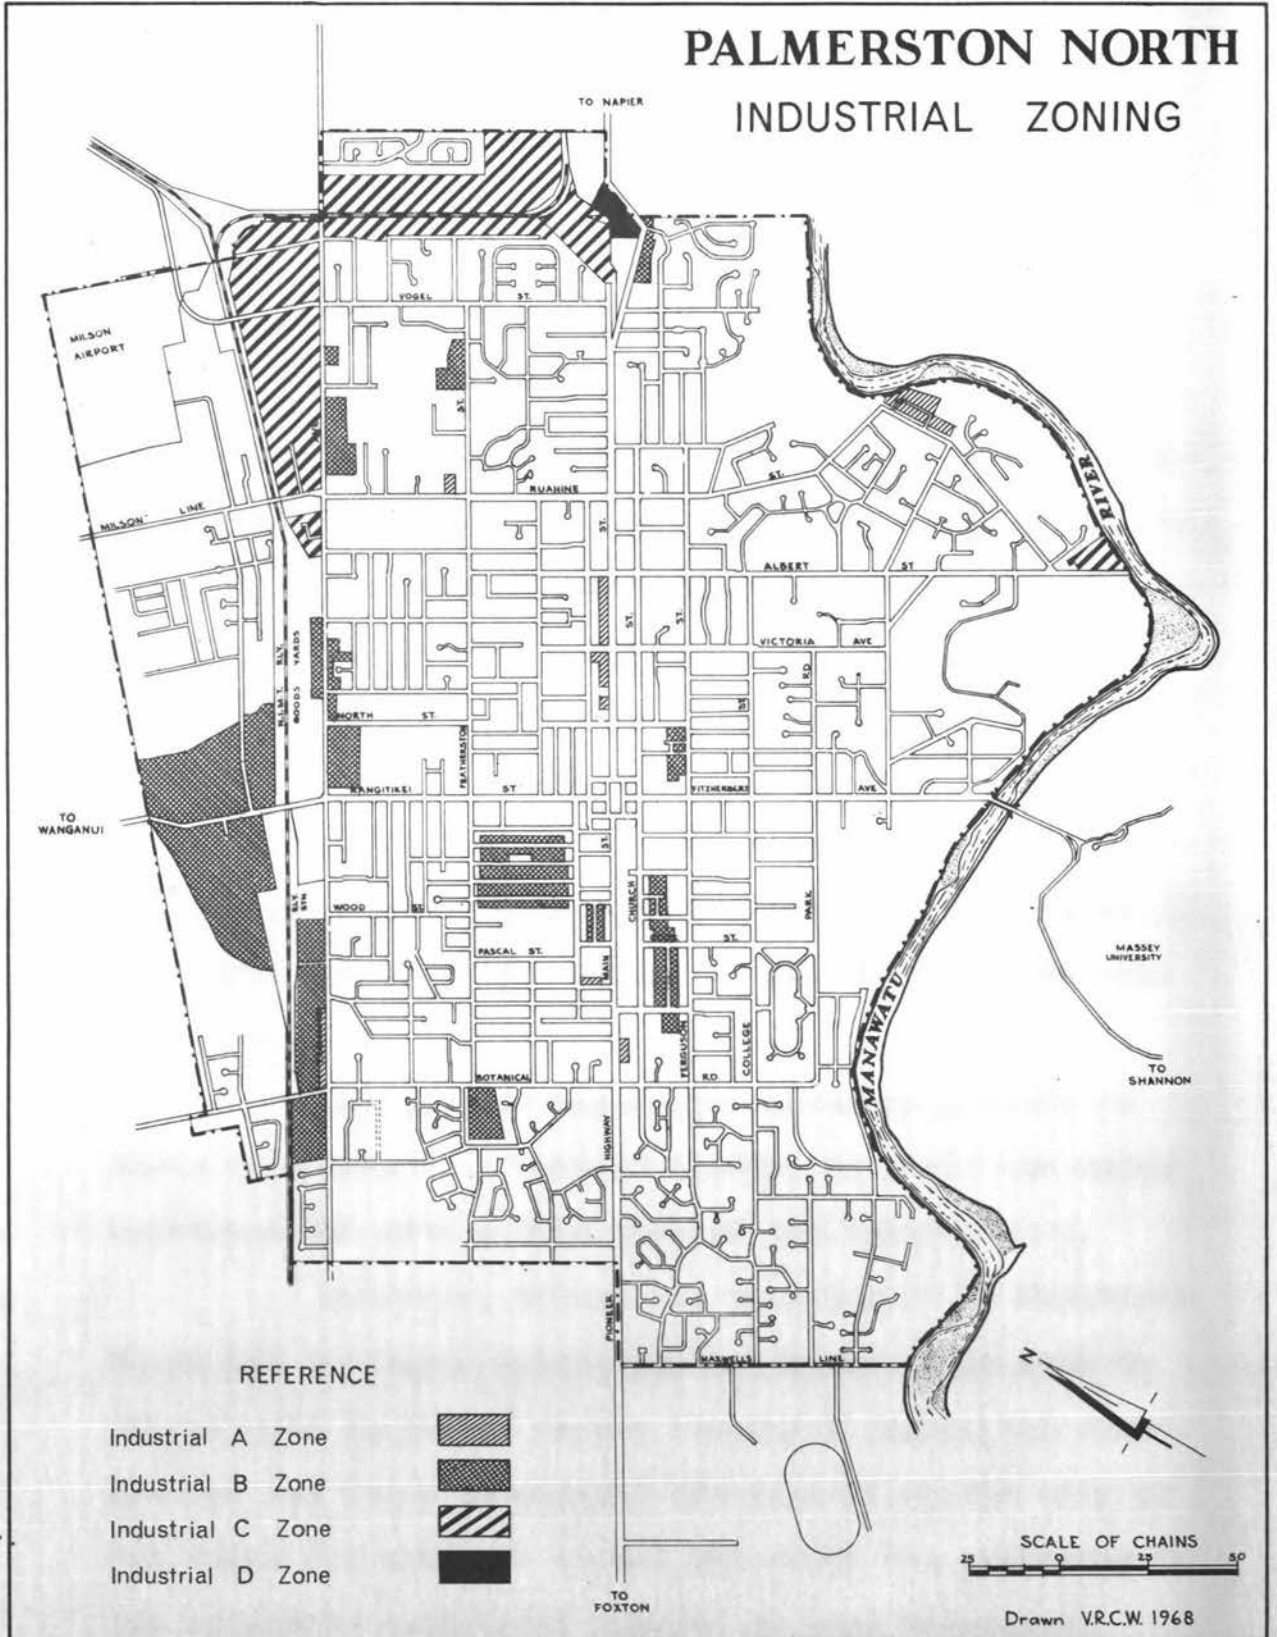 PALMERSTON NORTH
INDUSTRIAL ZONING
TO NAPIER
VOGEL ST.
MILSON
AIRPORT
ST.
RUAHINE
ST.
MILSON LINE
RIVER
ST.
ALBERT ST
ST.
ST.
VICTORIA AVE
RD
N.I.M.T. RLY.
GOODS YARDS
ST
NORTH ST.
FEATHERSTON
RANGITIKEI ST
FITZHERBERT AVE
TO
WANGANUI
ST.
RLY. STN
WOOD ST.
CHURCH
PARK
PASCAL ST.
ST.
MAIN
MASSEY
UNIVERSITY
MANAWATU
FERGUSON
COLLEGE
BOTANICAL
RD
TO
SHANNON
HIGHWAY
PIONEER
MAXWELLS LINE
N
REFERENCE
Industrial A Zone
Industrial B Zone
Industrial C Zone
Industrial D Zone
SCALE OF CHAINS
25 0 25 50
TO
FOXTON
Drawn V.R.C.W. 1968